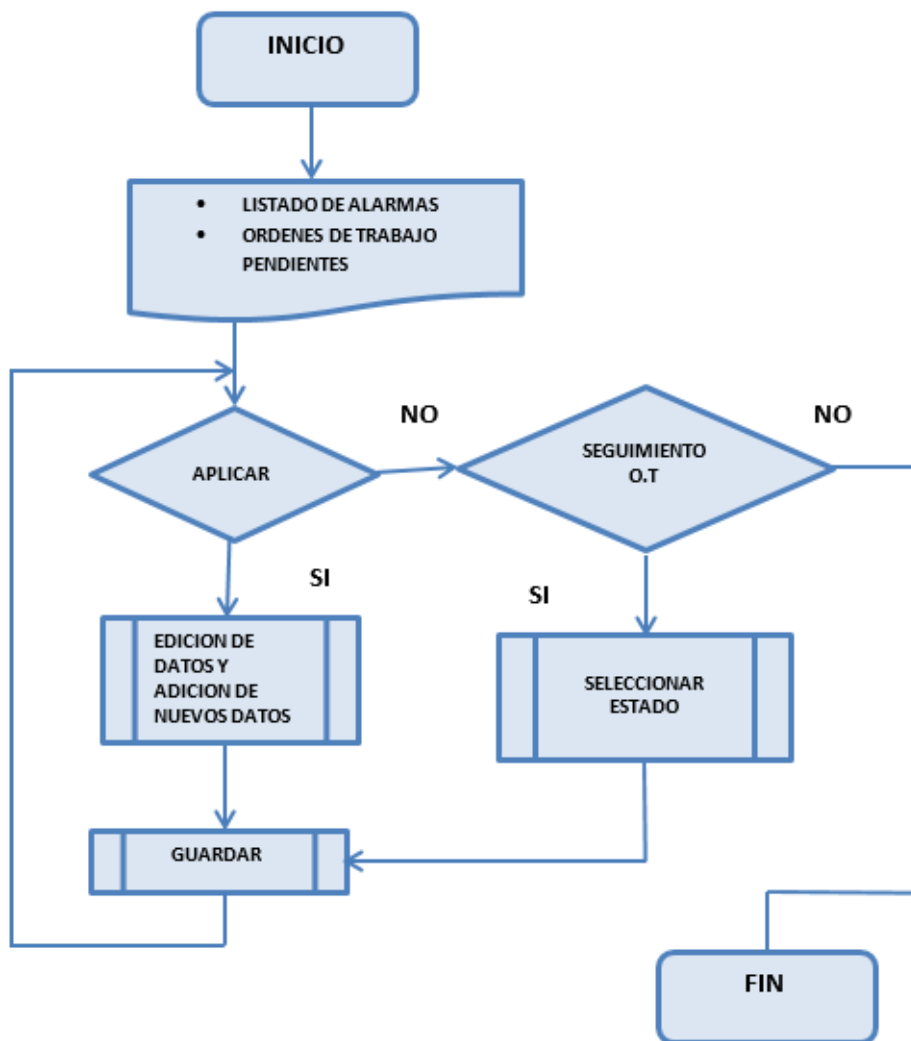 INICIO
• LISTADO DE ALARMAS
• ORDENES DE TRABAJO
PENDIENTES
NO
NO
APLICAR
SEGUIMIENTO
O.T
SI
SI
EDICION DE
DATOS Y
ADICION DE
NUEVOS DATOS
SELECCIONAR
ESTADO
GUARDAR
FIN